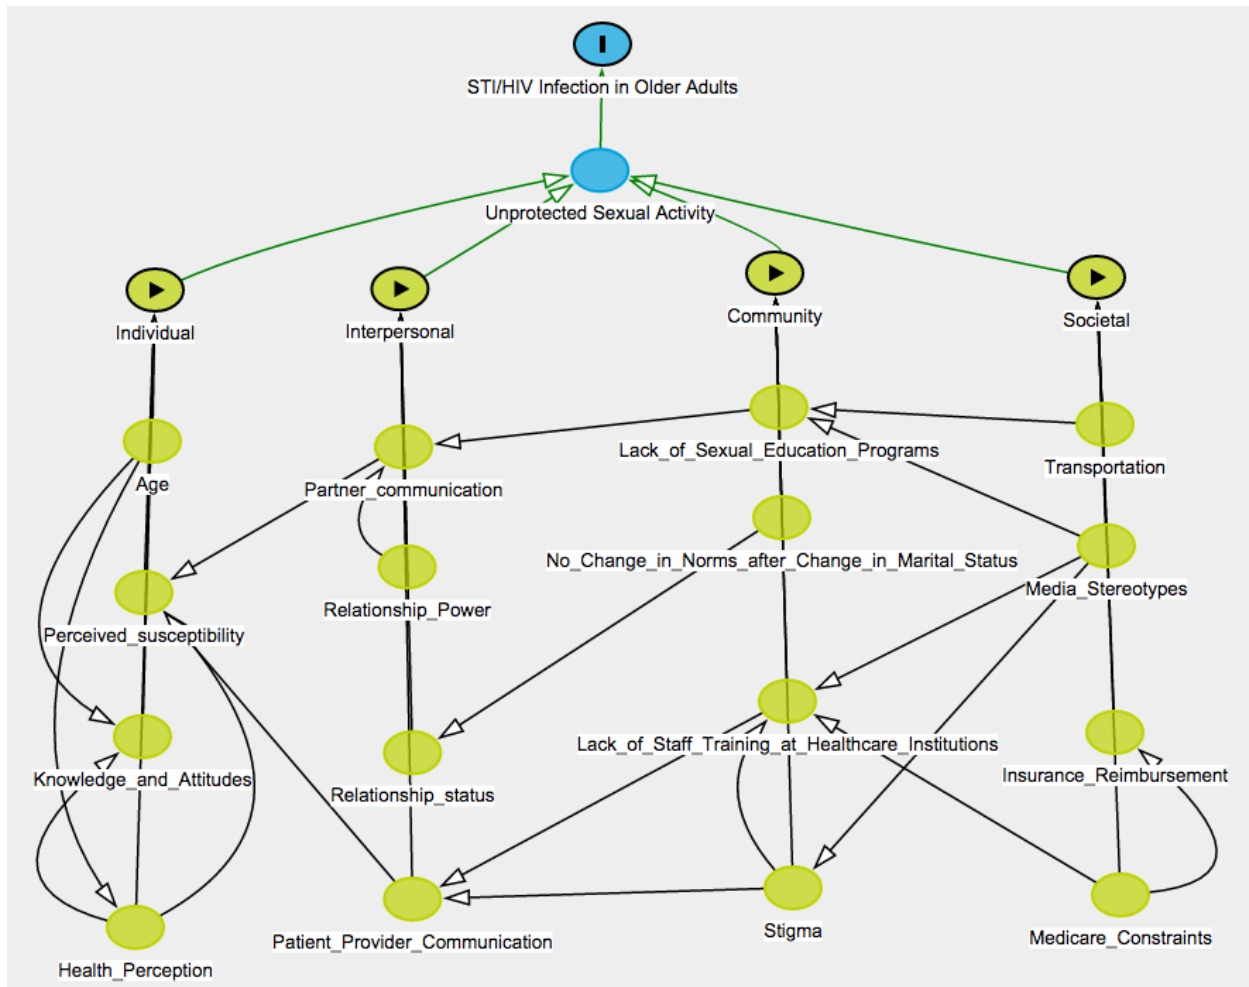 STI/HIV Infection in Older Adults
Unprotected Sexual Activity
Individual
Interpersonal
Community
Societal
Age
Partner_communication
Lack_of_Sexual_Education_Programs
Transportation
Perceived_susceptibility
Relationship_Power
No_Change_in_Norms_after_Change_in_Marital_Status
Media_Stereotypes
Knowledge_and_Attitudes
Relationship_status
Lack_of_Staff_Training_at_Healthcare_Institutions
Insurance_Reimbursement
Health_Perception
Patient_Provider_Communication
Stigma
Medicare_Constraints